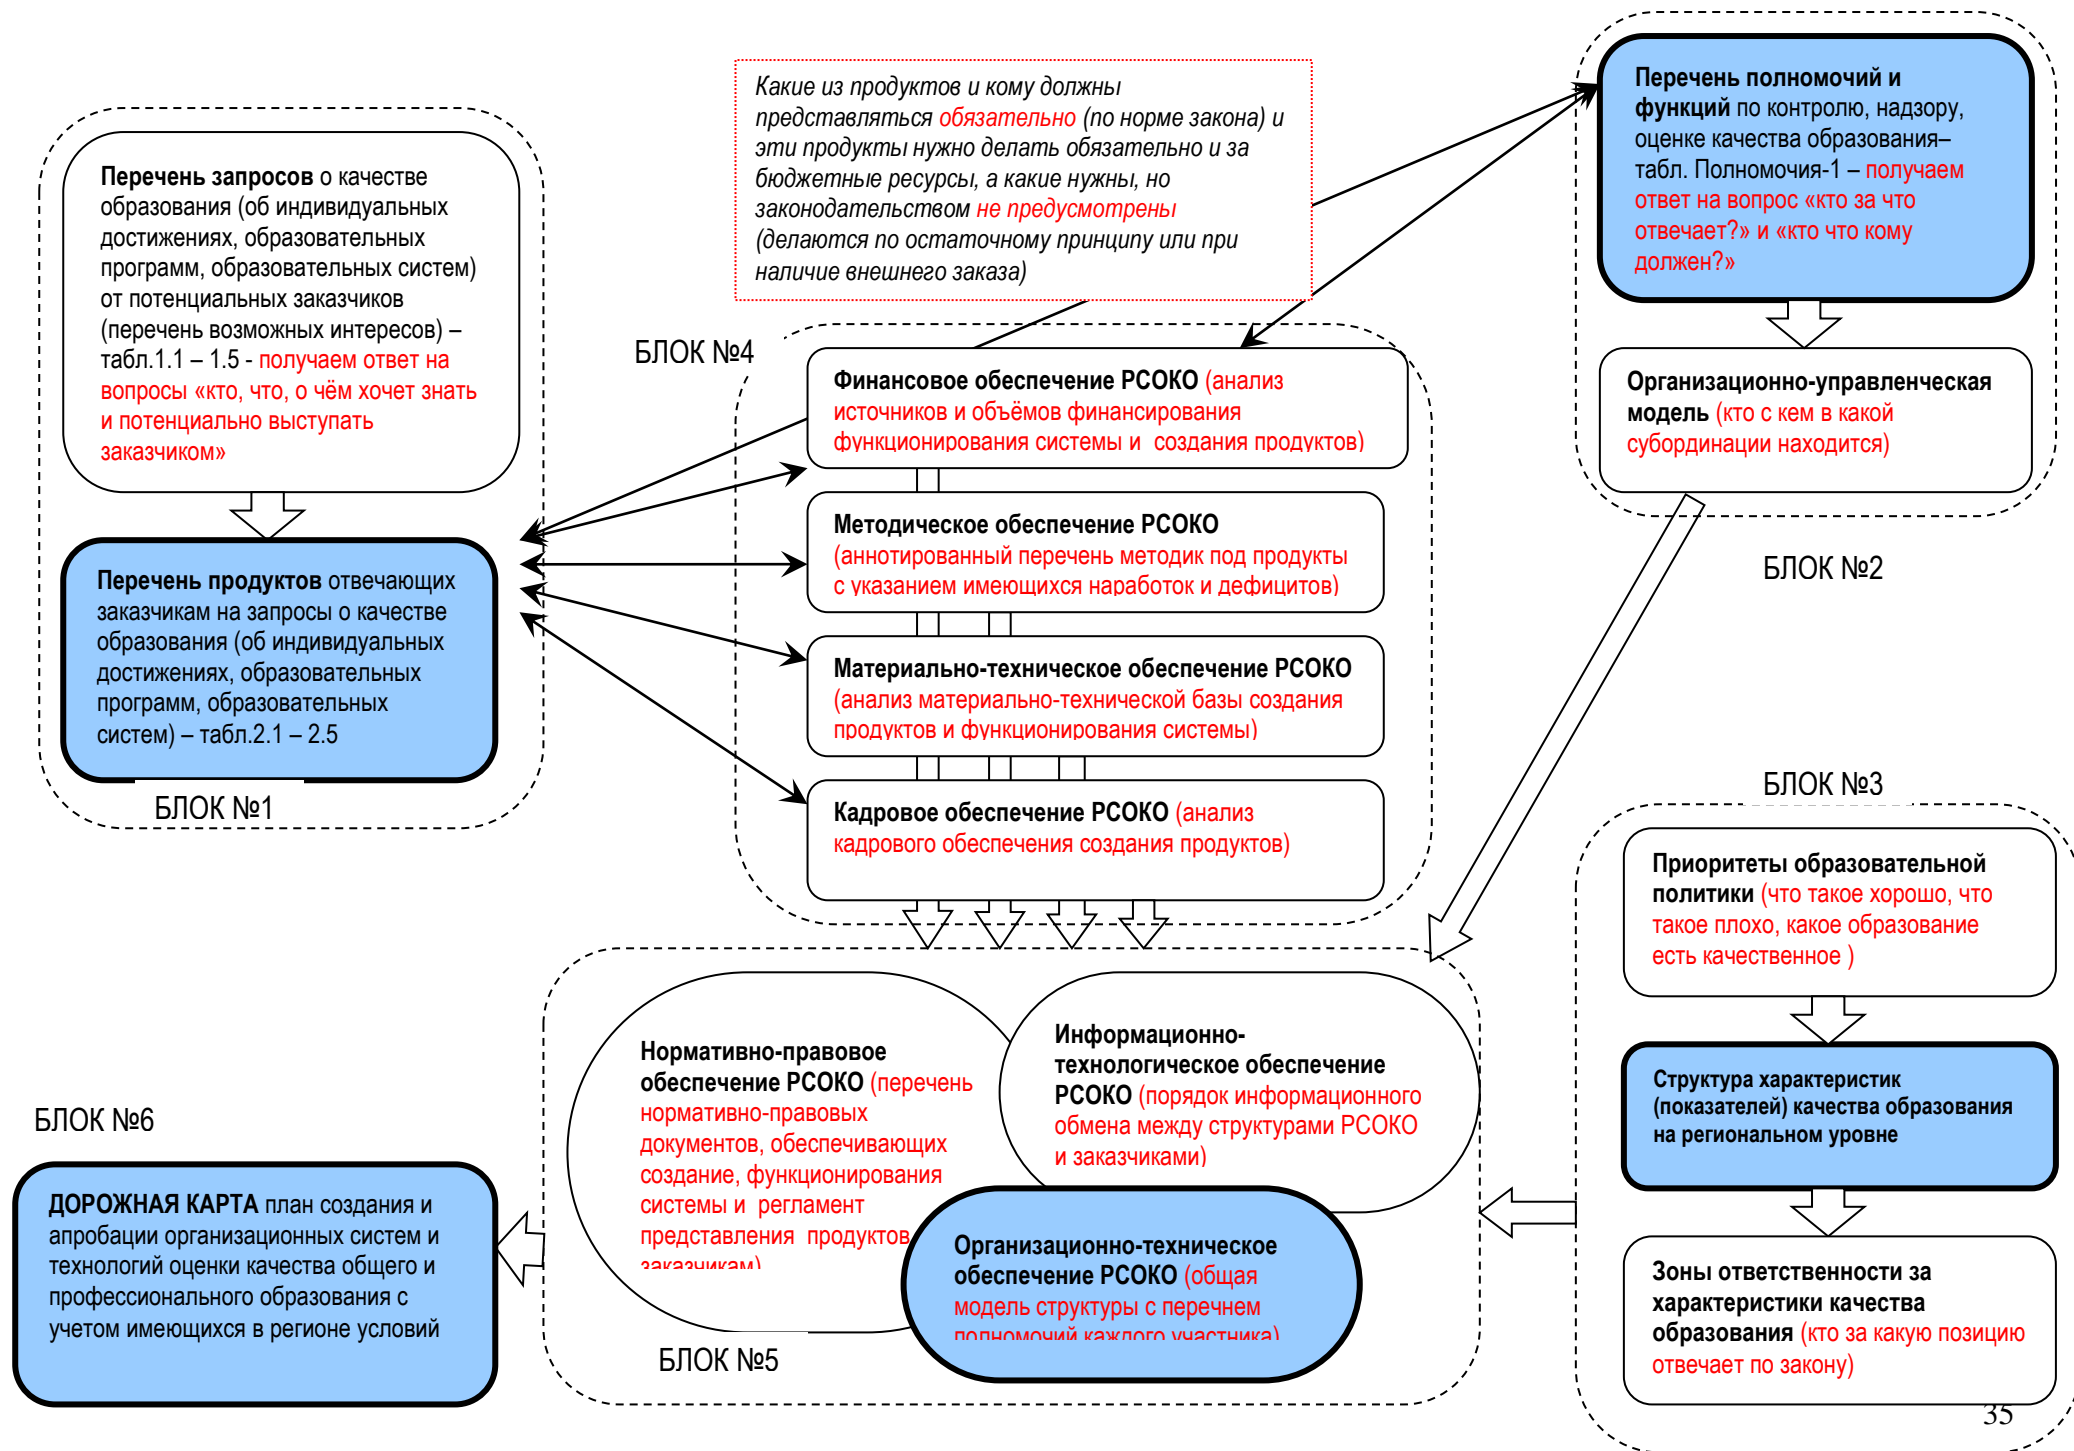 Какие из продуктов и кому должны
представляться обязательно (по норме закона) и
эти продукты нужно делать обязательно и за
бюджетные ресурсы, а какие нужны, но
законодательством не предусмотрены
(делаются по остаточному принципу или при
наличие внешнего заказа)
Перечень полномочий и
функций по контролю, надзору,
оценке качества образования–
табл. Полномочия-1 – получаем
ответ на вопрос «кто за что
отвечает?» и «кто что кому
должен?»
Организационно-управленческая
модель (кто с кем в какой
субординации находится)
БЛОК №2
Перечень запросов о качестве
образования (об индивидуальных
достижениях, образовательных
программ, образовательных систем)
от потенциальных заказчиков
(перечень возможных интересов) –
табл.1.1 – 1.5 - получаем ответ на
вопросы «кто, что, о чём хочет знать
и потенциально выступать
заказчиком»
Перечень продуктов отвечающих
заказчикам на запросы о качестве
образования (об индивидуальных
достижениях, образовательных
программ, образовательных
систем) – табл.2.1 – 2.5
БЛОК №1
БЛОК №4
Финансовое обеспечение РСОКО (анализ
источников и объёмов финансирования
функционирования системы и  создания продуктов)
Методическое обеспечение РСОКО
(аннотированный перечень методик под продукты
с указанием имеющихся наработок и дефицитов)
Материально-техническое обеспечение РСОКО
(анализ материально-технической базы создания
продуктов и функционирования системы)
Кадровое обеспечение РСОКО (анализ
кадрового обеспечения создания продуктов)
БЛОК №3
Приоритеты образовательной
политики (что такое хорошо, что
такое плохо, какое образование
есть качественное )
Структура характеристик
(показателей) качества образования
на региональном уровне
Зоны ответственности за
характеристики качества
образования (кто за какую позицию
отвечает по закону)
Нормативно-правовое
обеспечение РСОКО (перечень
нормативно-правовых
документов, обеспечивающих
создание, функционирования
системы и  регламент
представления  продуктов
заказчикам)
Информационно-
технологическое обеспечение
РСОКО (порядок информационного
обмена между структурами РСОКО
и заказчиками)
Организационно-техническое
обеспечение РСОКО (общая
модель структуры с перечнем
полномочий каждого участника)
БЛОК №5
БЛОК №6
ДОРОЖНАЯ КАРТА план создания и
апробации организационных систем и
технологий оценки качества общего и
профессионального образования с
учетом имеющихся в регионе условий
35